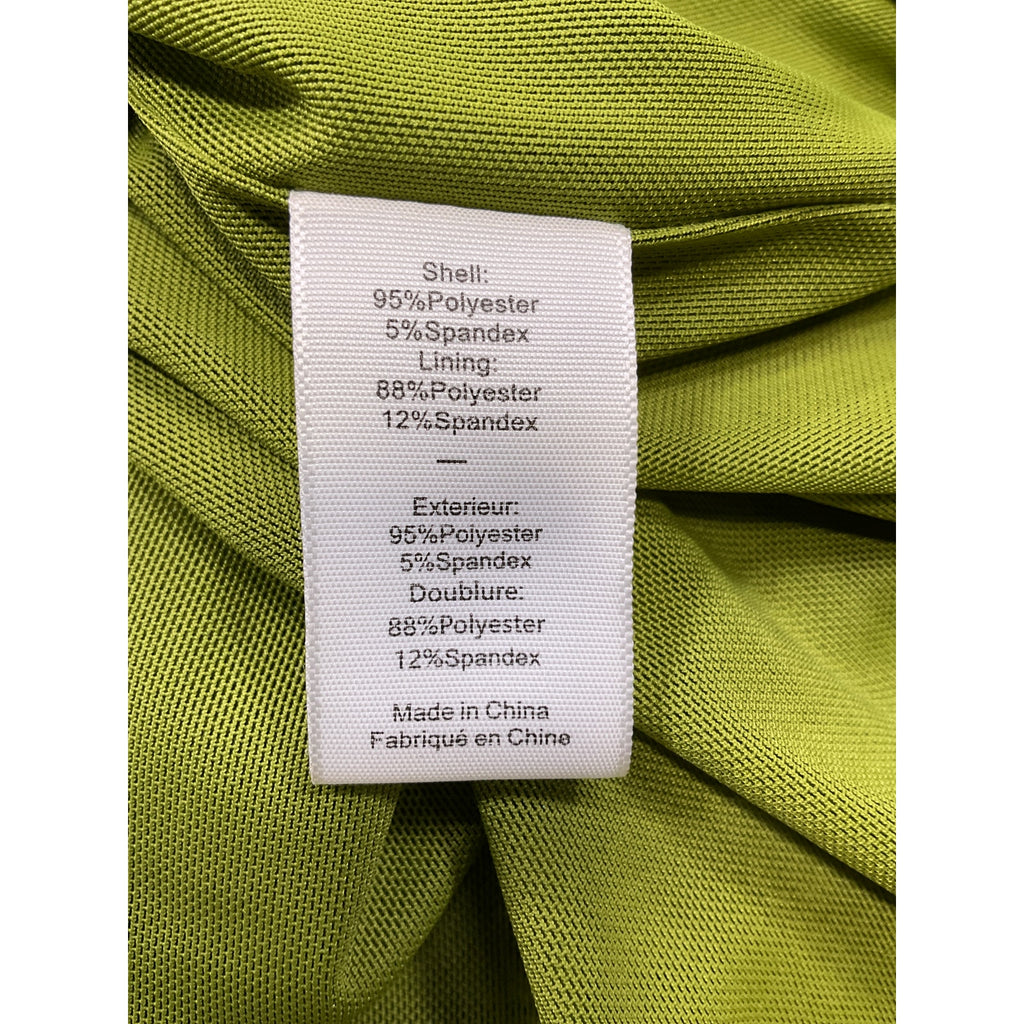 Shell:
95%Polyester
5%Spandex
Lining:
88%Polyester
12%Spandex
—
Exterieur:
95%Polyester
5%Spandex
Doublure:
88%Polyester
12%Spandex
Made in China
Fabriqué en Chine